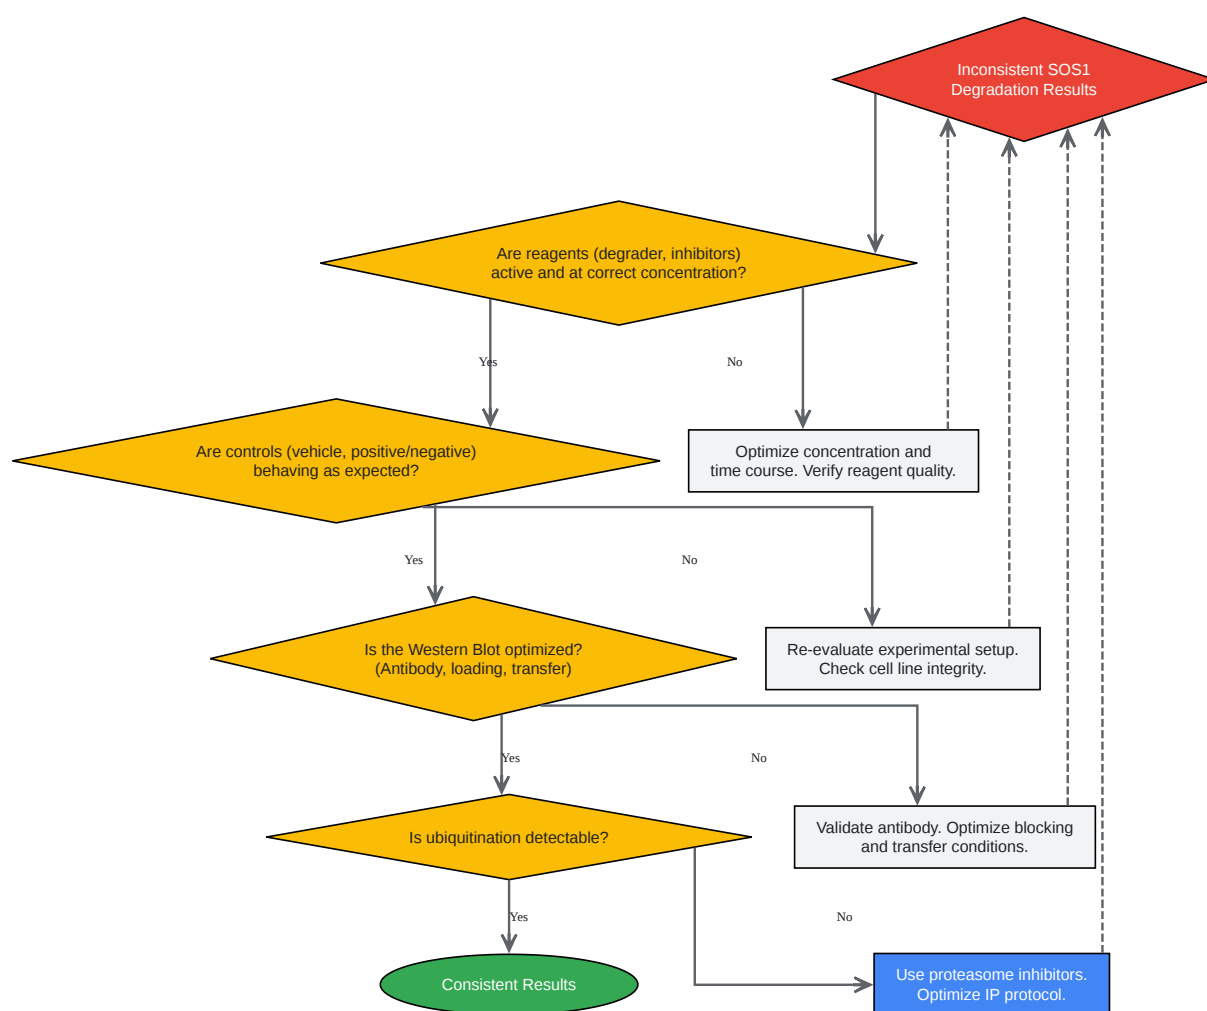 Inconsistent SOS1
Degradation Results
Are reagents (degrader, inhibitors)
active and at correct concentration?
Yes
No
Are controls (vehicle, positive/negative)
behaving as expected?
Optimize concentration and
time course. Verify reagent quality.
Yes
No
Is the Western Blot optimized?
(Antibody, loading, transfer)
Re-evaluate experimental setup.
Check cell line integrity.
Yes
No
Is ubiquitination detectable?
Validate antibody. Optimize blocking
and transfer conditions.
Yes
No
Consistent Results
Use proteasome inhibitors.
Optimize IP protocol.